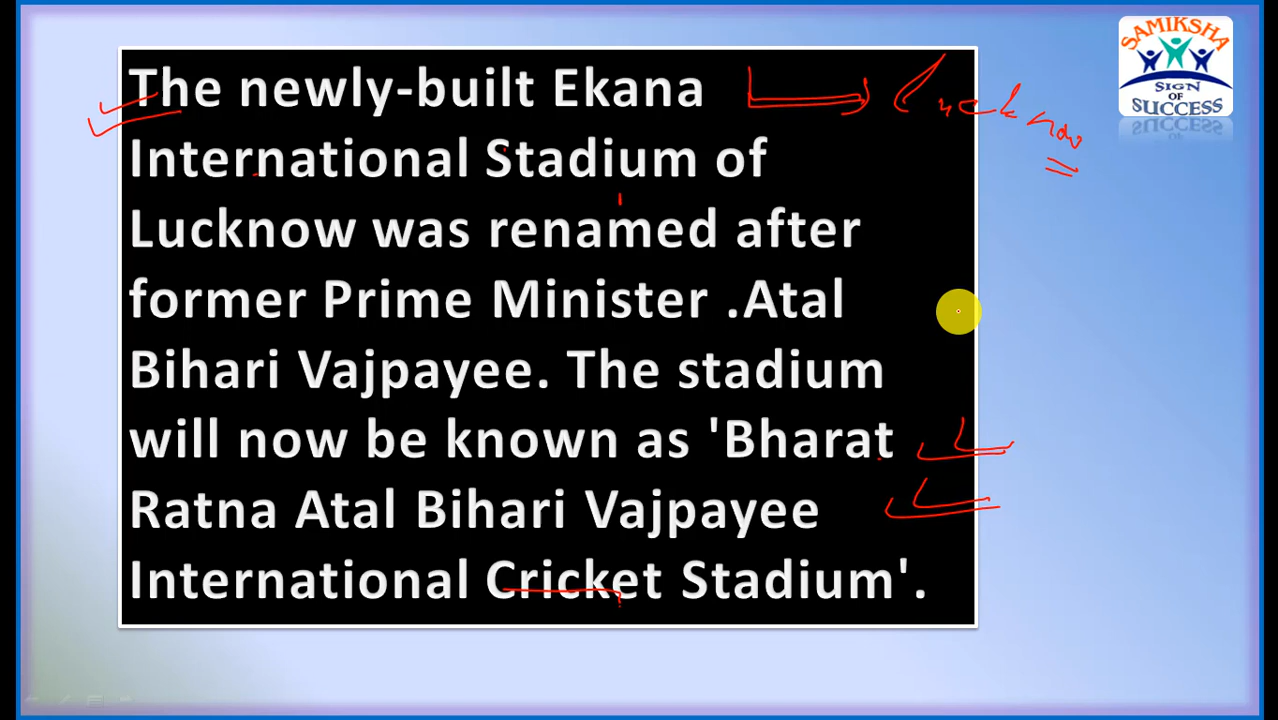 The newly-built Ekana
International Stadium of
Lucknow was renamed after
former Prime Minister .Atal
Bihari Vajpayee. The stadium
will now be known as 'Bharat
Ratna Atal Bihari Vajpayee
International Cricket Stadium'.
Lucknow
SAMIKSHA
SIGN
OF
SUCCESS